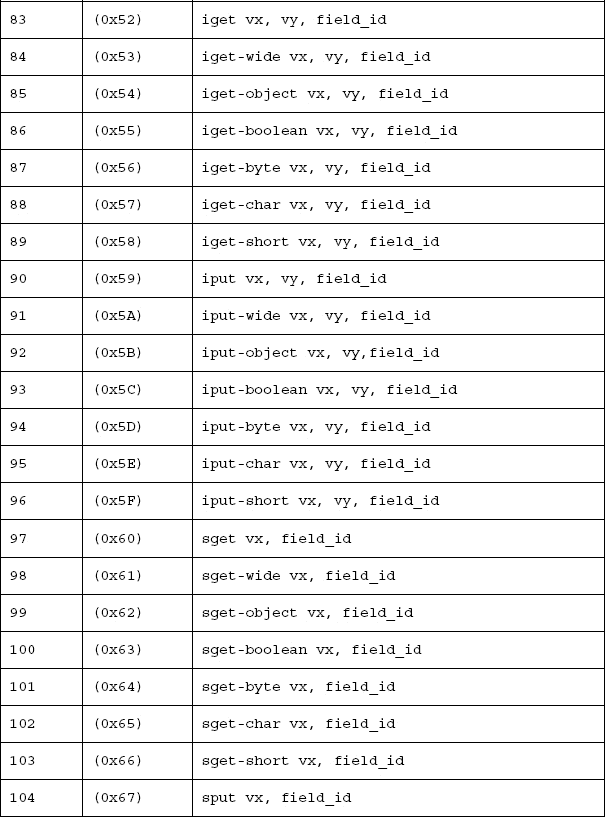 83 (0x52) iget vx, vy, field_id
84 (0x53) iget-wide vx, vy, field_id
85 (0x54) iget-object vx, vy, field_id
86 (0x55) iget-boolean vx, vy, field_id
87 (0x56) iget-byte vx, vy, field_id
88 (0x57) iget-char vx, vy, field_id
89 (0x58) iget-short vx, vy, field_id
90 (0x59) iput vx, vy, field_id
91 (0x5A) iput-wide vx, vy, field_id
92 (0x5B) iput-object vx, vy,field_id
93 (0x5C) iput-boolean vx, vy, field_id
94 (0x5D) iput-byte vx, vy, field_id
95 (0x5E) iput-char vx, vy, field_id
96 (0x5F) iput-short vx, vy, field_id
97 (0x60) sget vx, field_id
98 (0x61) sget-wide vx, field_id
99 (0x62) sget-object vx, field_id
100 (0x63) sget-boolean vx, field_id
101 (0x64) sget-byte vx, field_id
102 (0x65) sget-char vx, field_id
103 (0x66) sget-short vx, field_id
104 (0x67) sput vx, field_id